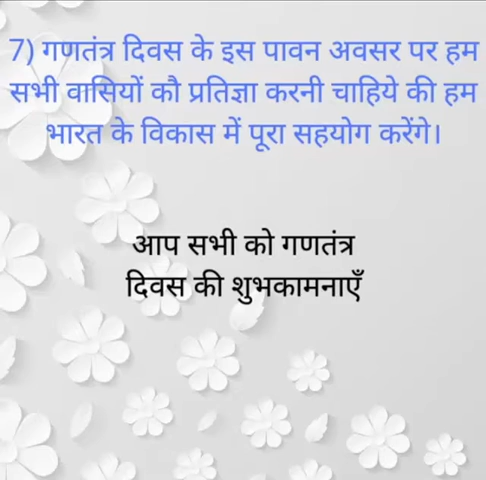 7) गणतंत्र दिवस के इस पावन अवसर पर हम
सभी वासियों कौ प्रतिज्ञा करनी चाहिये की हम
भारत के विकास में पूरा सहयोग करेंगे।
आप सभी को गणतंत्र
दिवस की शुभकामनाएँ